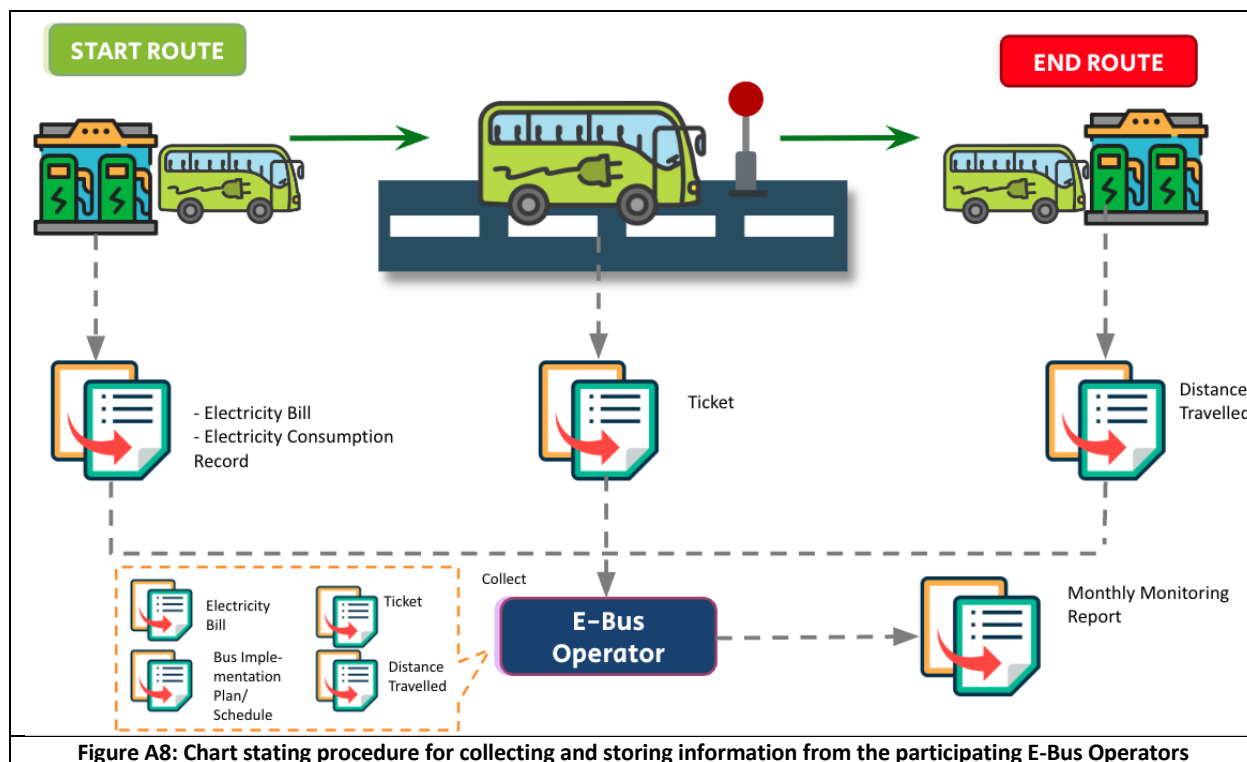 START ROUTE
END ROUTE
- Electricity Bill
- Electricity Consumption
Record
Ticket
Distance
Travelled
Collect
Electricity
Bill
Ticket
Bus Imple-
mentation
Plan/
Schedule
Distance
Travelled
E-Bus
Operator
Monthly Monitoring
Report
Figure A8: Chart stating procedure for collecting and storing information from the participating E-Bus Operators